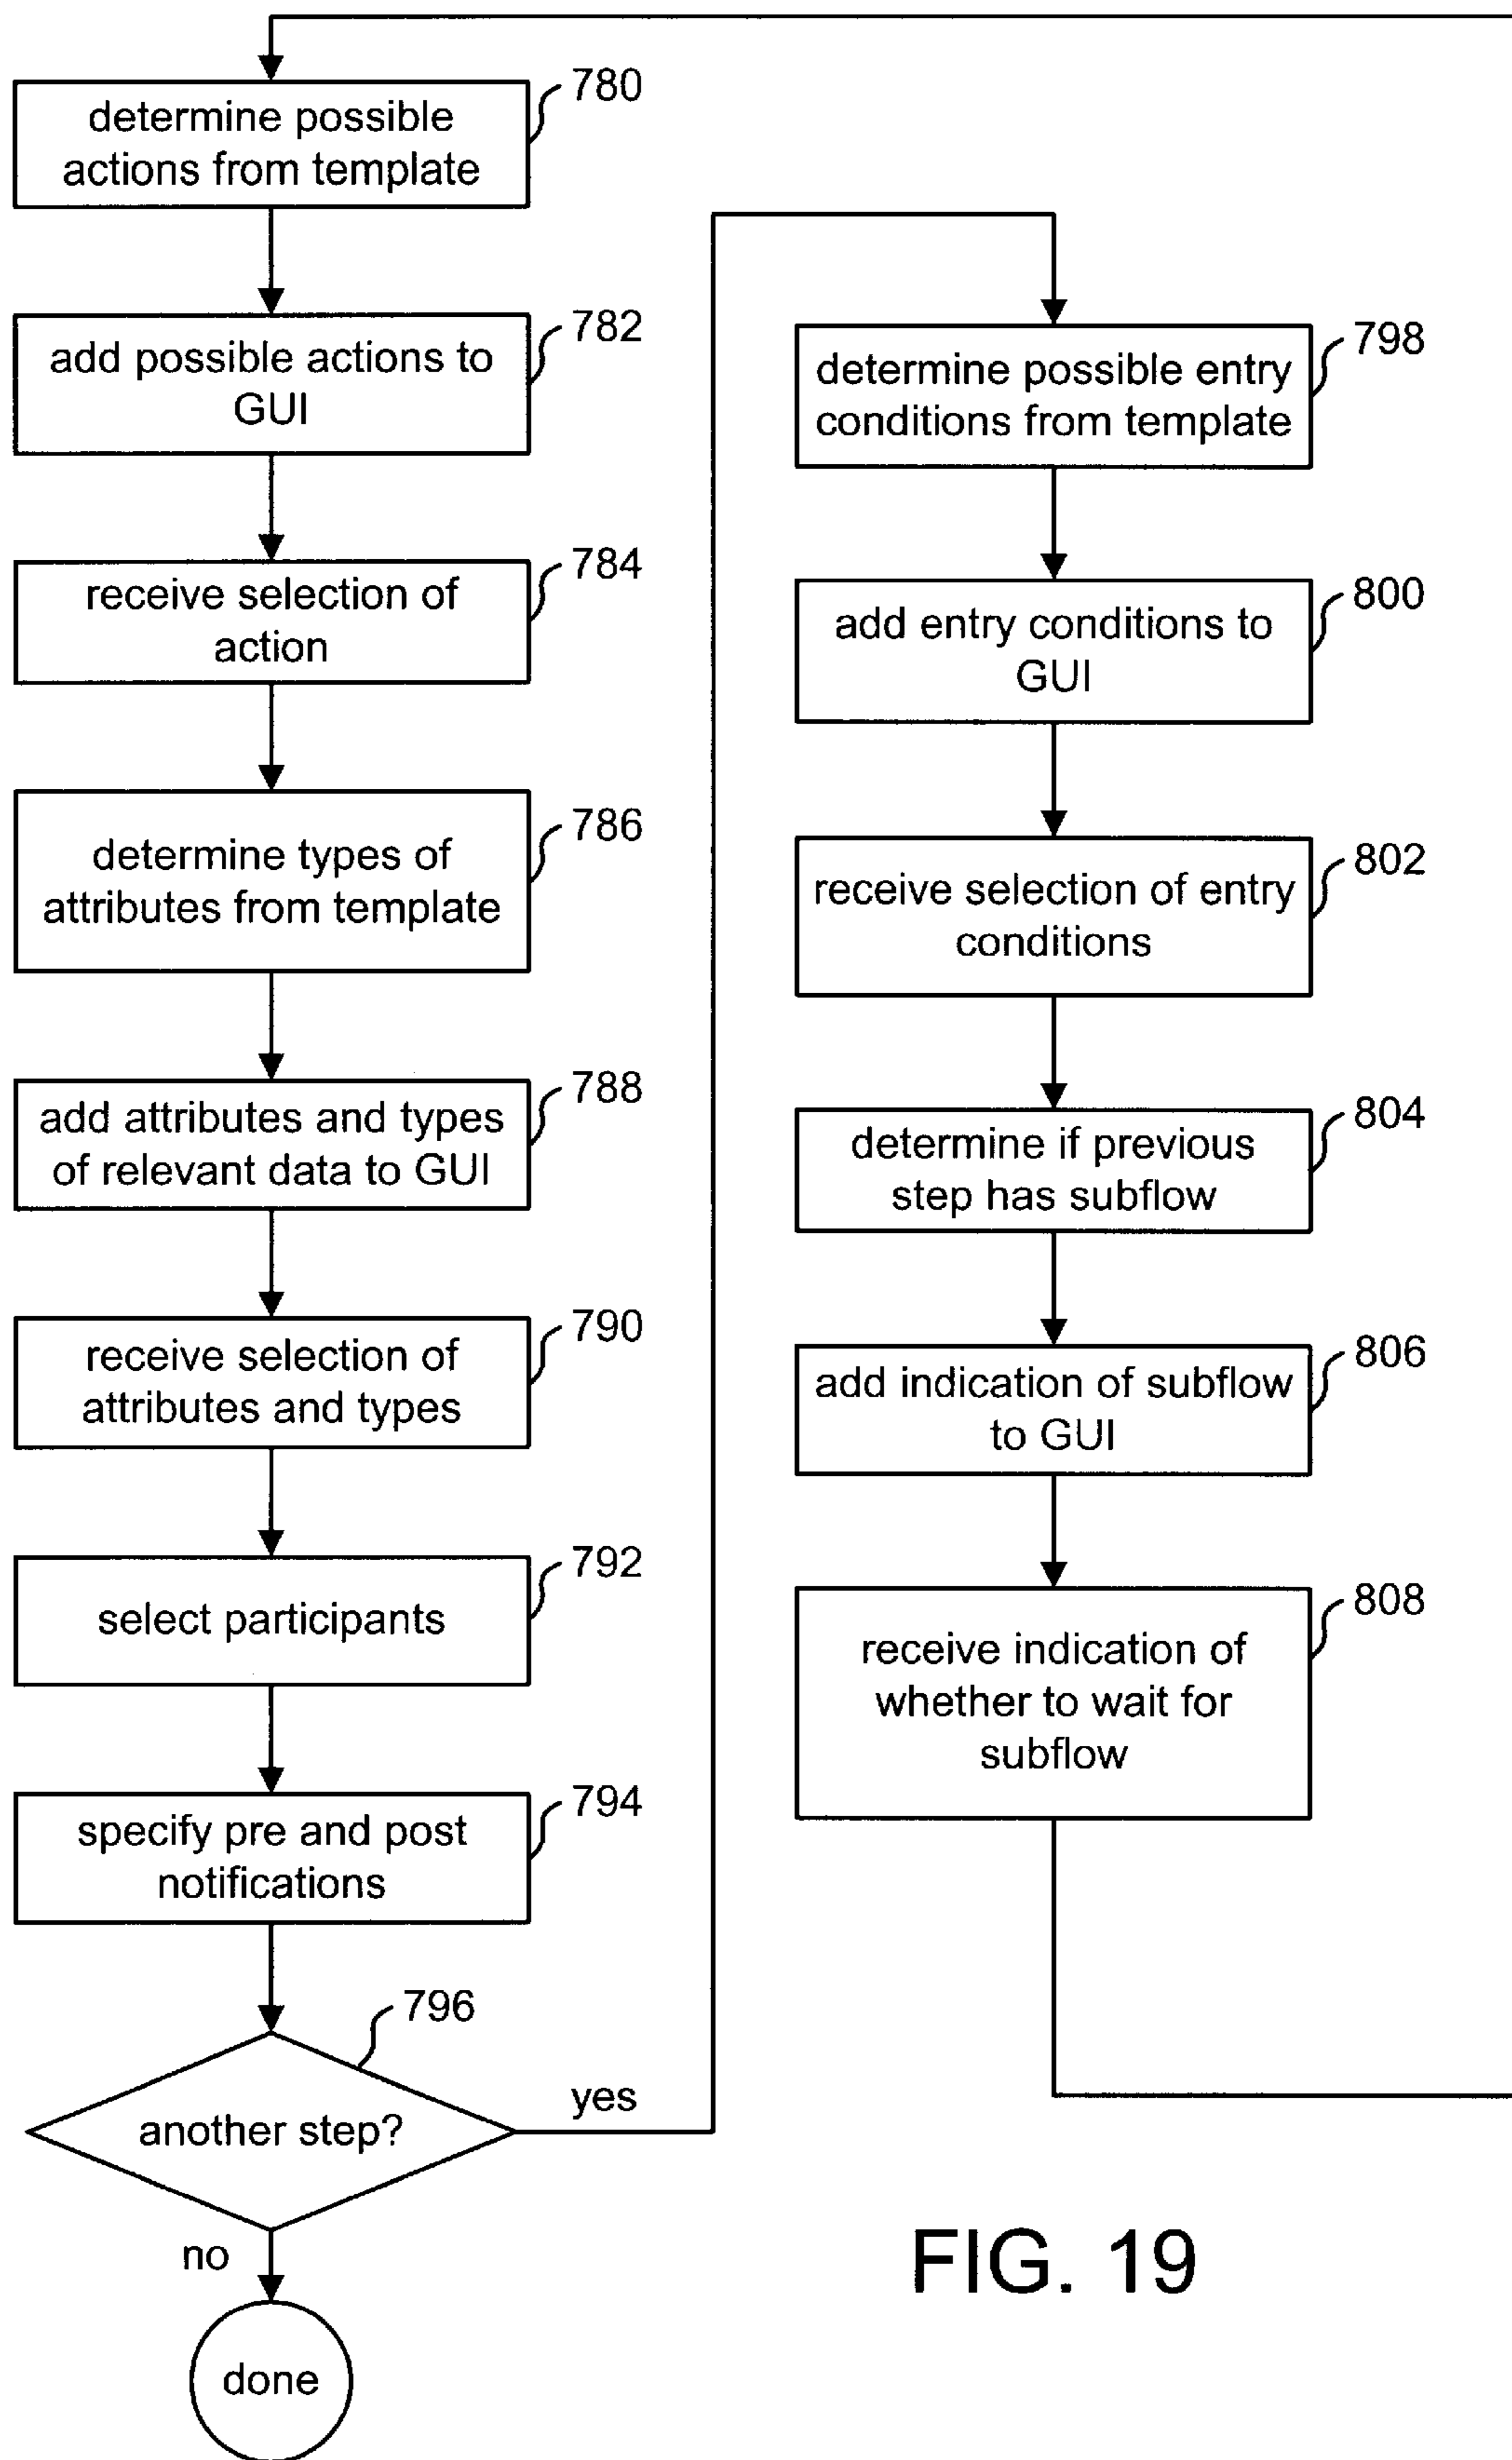 780
determine possible
actions from template
782
add possible actions to
GUI
784
receive selection of
action
786
determine types of
attributes from template
788
add attributes and types
of relevant data to GUI
790
receive selection of
attributes and types
792
select participants
794
specify pre and post
notifications
796
another step?
yes
no
done
798
determine possible entry
conditions from template
800
add entry conditions to
GUI
802
receive selection of entry
conditions
804
determine if previous
step has subflow
806
add indication of subflow
to GUI
808
receive indication of
whether to wait for
subflow
FIG. 19